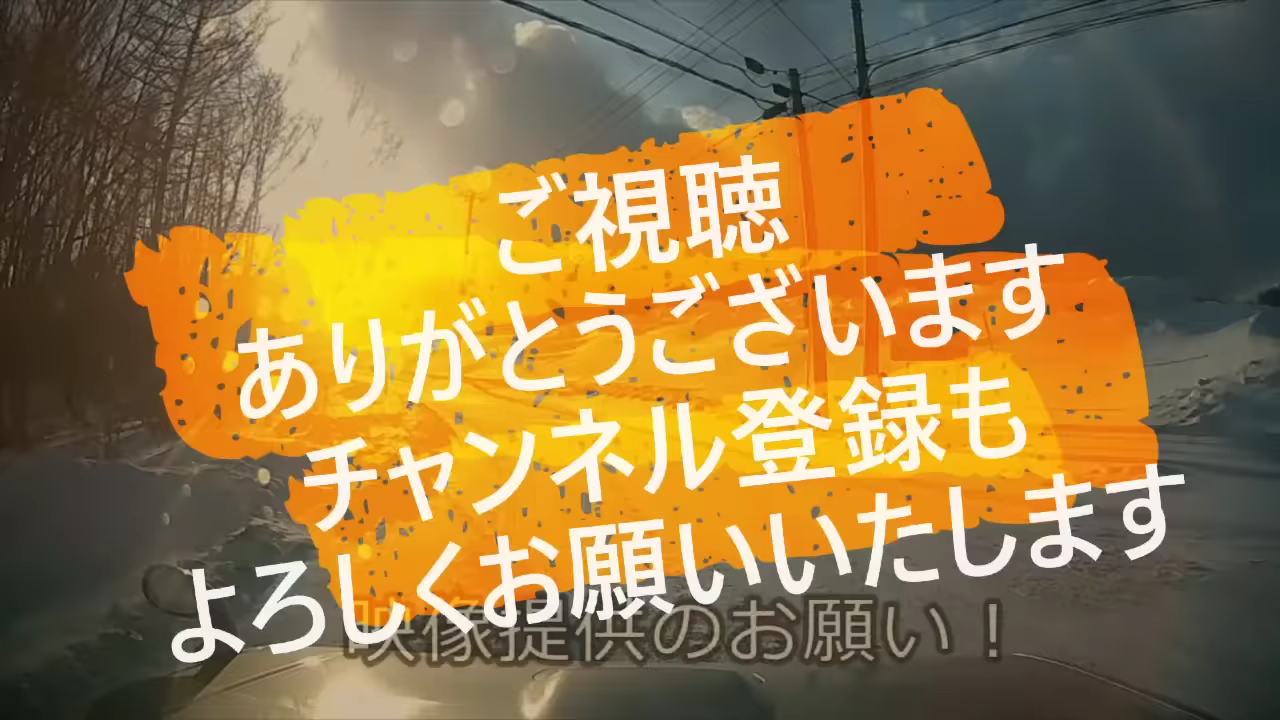 ご視聴
ありがとうございます
チャンネル登録も
よろしくお願いいたします
映像提供のお願い！